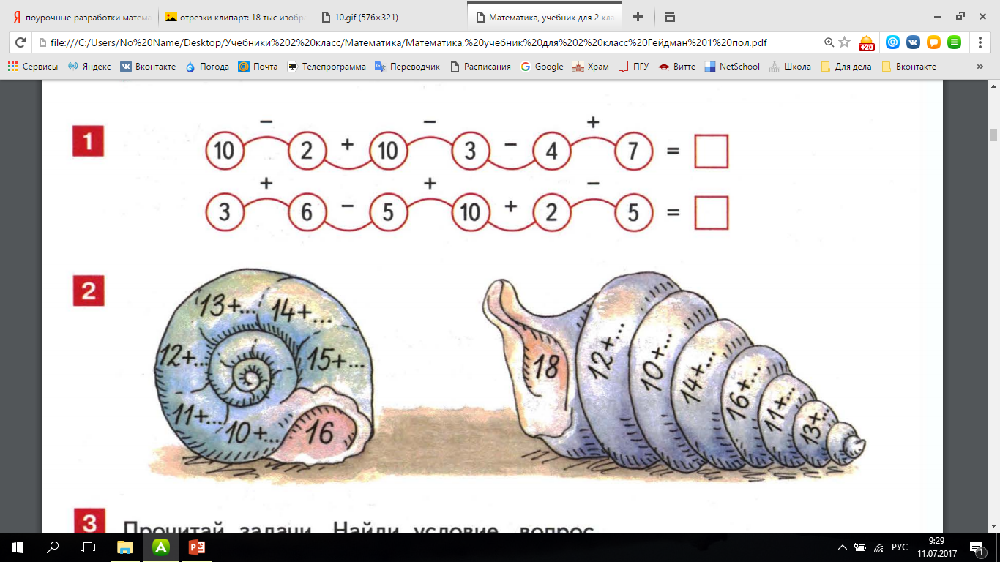 поурочные разработки матема
отрезки клипарт: 18 тыс изобр
10.gif (576×321)
Математика, учебник для 2 кла
file:///C:/Users/No%20Name/Desktop/Учебники%202%20класс/Математика/Математика,%20учебник%20для%202%20класс%20Гейдман%201%20пол.pdf
+20
Сервисы Яндекс Вконтакте Погода Почта Телепрограмма Переводчик Расписания Google Храм ПГУ Витте NetSchool Школа Для дела Вконтакте »
1
10 − 2 + 10 − 3 − 4 + 7 =
3 + 6 − 5 + 10 + 2 − 5 =
2
13+... 14+...
12+... 15+...
11+... 10+... 16
18 12+... 10+... 14+... 16+... 11+... 13+...
3 Прочитай задачи. Найди условие, вопрос
РУС
9:29
11.07.2017
1